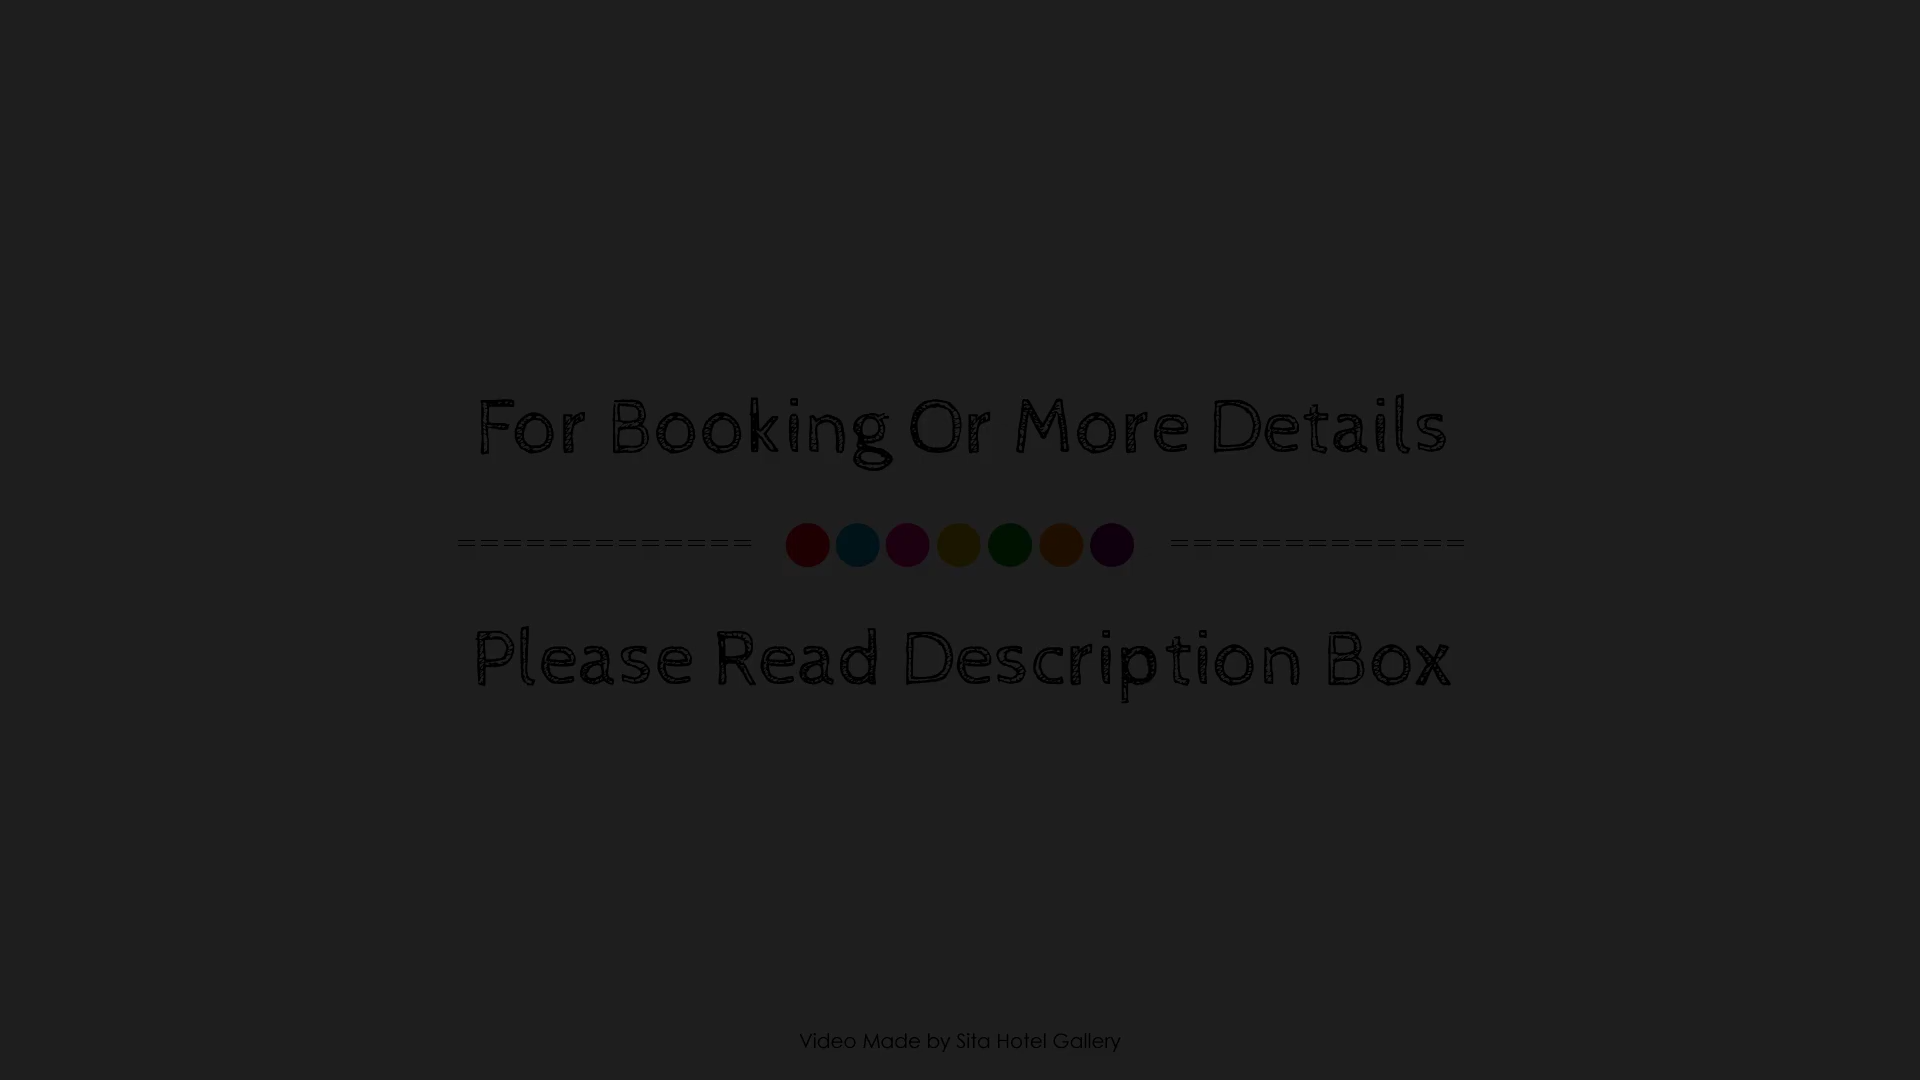 For Booking Or More Details
============= =============
Please Read Description Box
Video Made by Sita Hotel Gallery